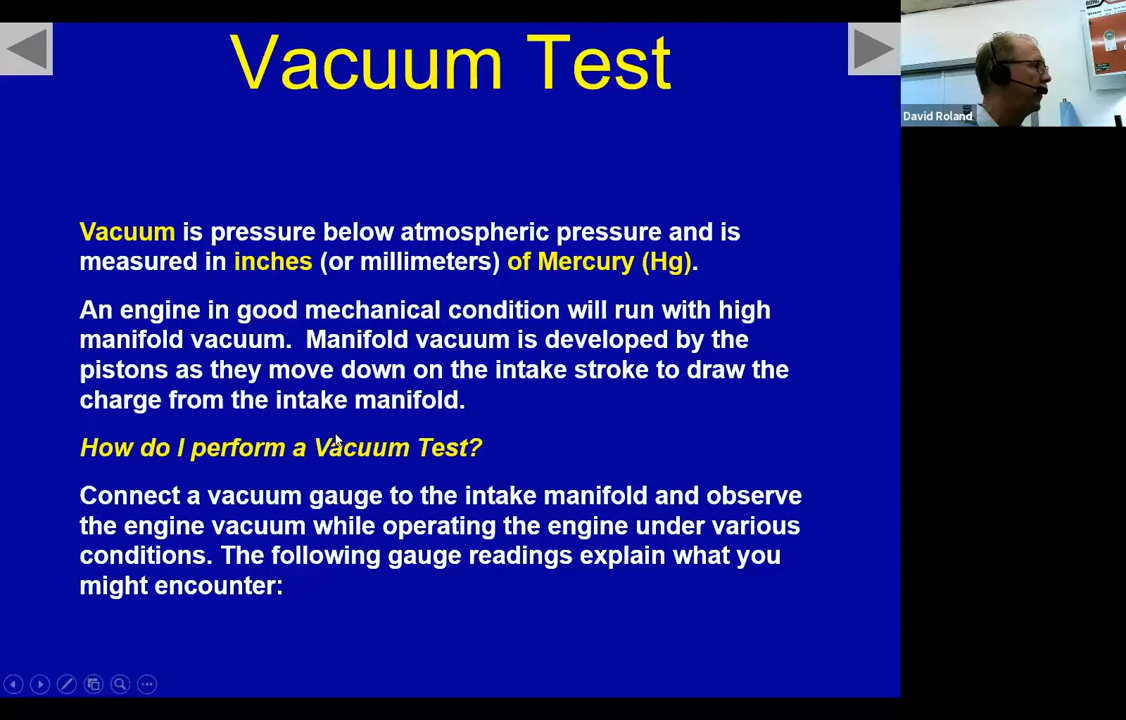 Vacuum Test
David Roland
Vacuum is pressure below atmospheric pressure and is
measured in inches (or millimeters) of Mercury (Hg).
An engine in good mechanical condition will run with high
manifold vacuum.  Manifold vacuum is developed by the
pistons as they move down on the intake stroke to draw the
charge from the intake manifold.
How do I perform a Vacuum Test?
Connect a vacuum gauge to the intake manifold and observe
the engine vacuum while operating the engine under various
conditions. The following gauge readings explain what you
might encounter: